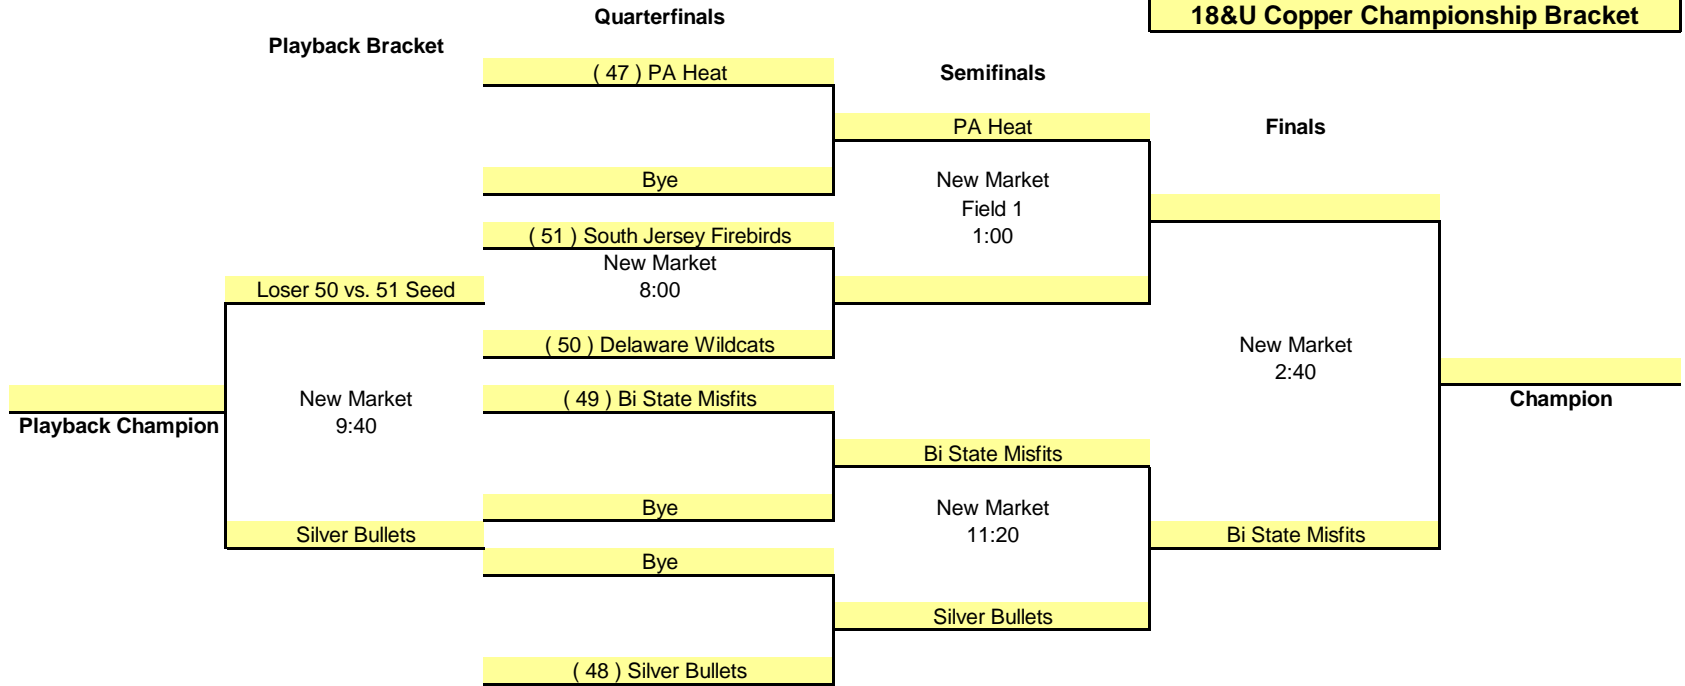 18&U Copper Championship Bracket
Quarterfinals
Playback Bracket
( 47 ) PA Heat
Semifinals
PA Heat
Finals
Bye
New Market
Field 1
1:00
( 51 ) South Jersey Firebirds
New Market
8:00
Loser 50 vs. 51 Seed
( 50 ) Delaware Wildcats
New Market
2:40
New Market
9:40
( 49 ) Bi State Misfits
Champion
Playback Champion
Bi State Misfits
Bye
New Market
11:20
Silver Bullets
Bi State Misfits
Bye
Silver Bullets
( 48 ) Silver Bullets